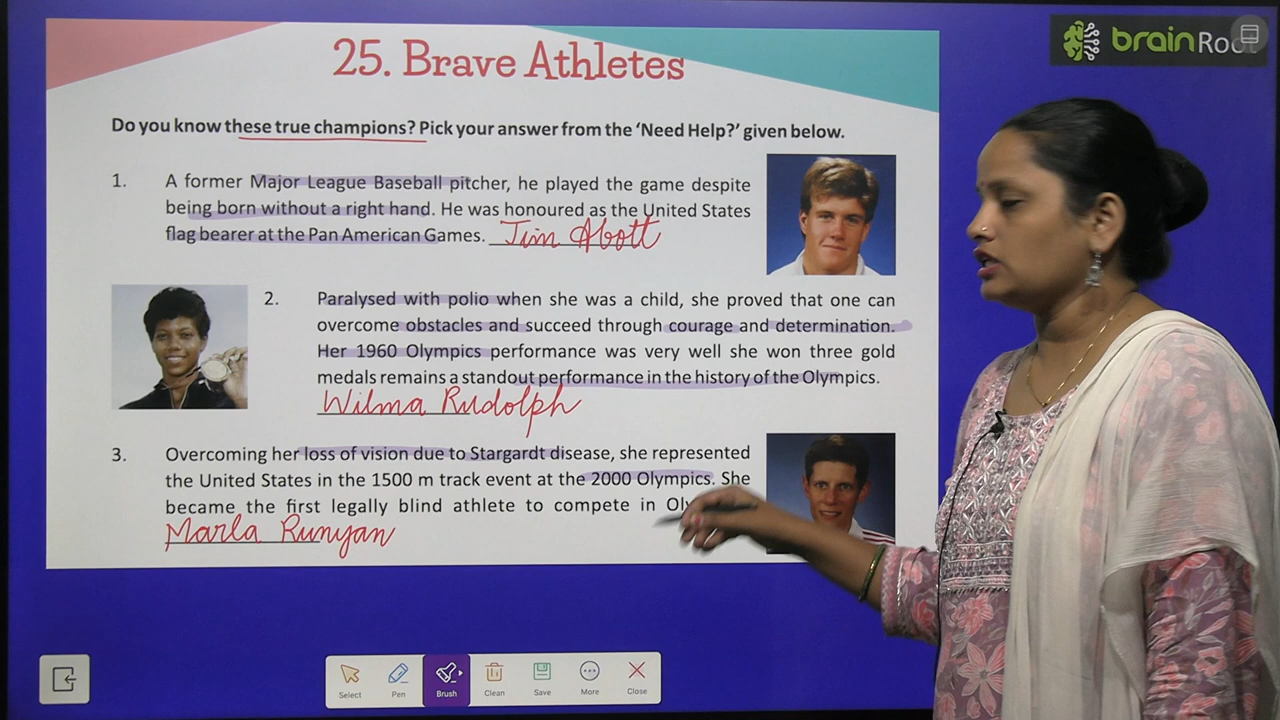 brainRoot
25. Brave Athletes
Do you know these true champions? Pick your answer from the ‘Need Help?’ given below.
1. A former Major League Baseball pitcher, he played the game despite
being born without a right hand. He was honoured as the United States
flag bearer at the Pan American Games. Jim Abott
2. Paralysed with polio when she was a child, she proved that one can
overcome obstacles and succeed through courage and determination.
Her 1960 Olympics performance was very well she won three gold
medals remains a standout performance in the history of the Olympics.
Wilma Rudolph
3. Overcoming her loss of vision due to Stargardt disease, she represented
the United States in the 1500 m track event at the 2000 Olympics. She
became the first legally blind athlete to compete in
Marla Runyan
Select Pen Brush Clean Save More Close